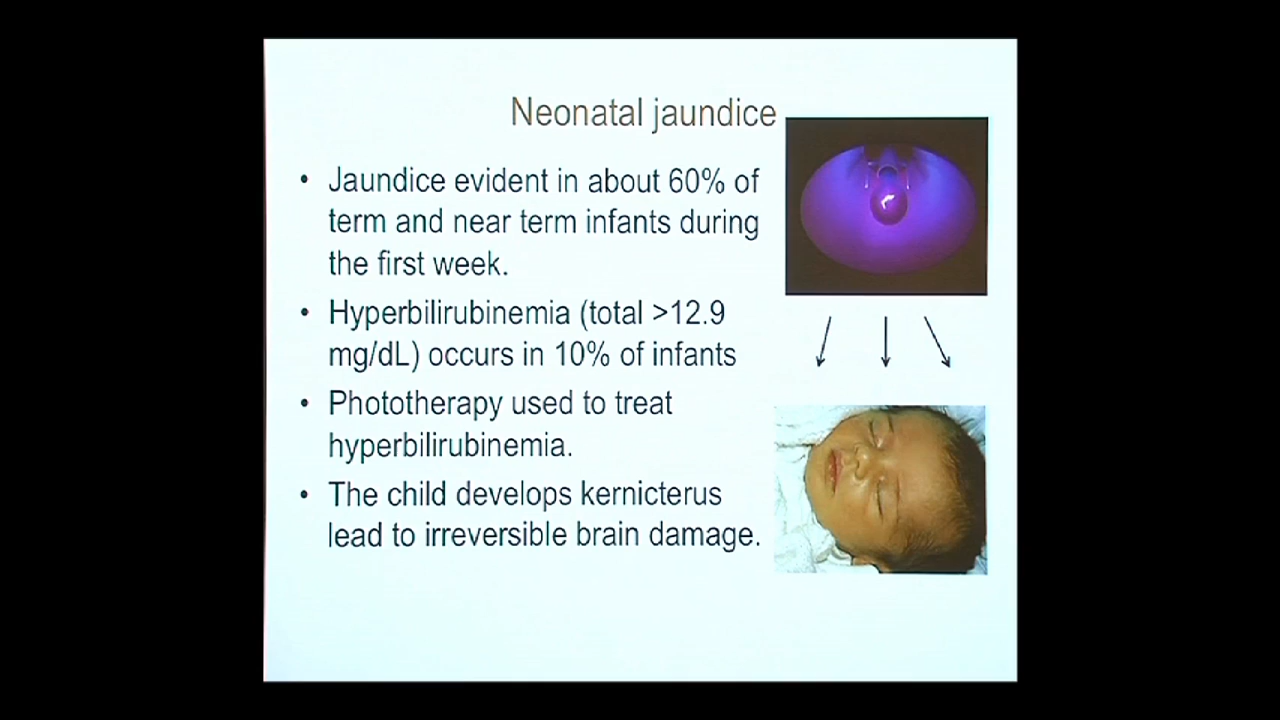 Neonatal jaundice
• Jaundice evident in about 60% of
term and near term infants during
the first week.
• Hyperbilirubinemia (total >12.9
mg/dL) occurs in 10% of infants
• Phototherapy used to treat
hyperbilirubinemia.
• The child develops kernicterus
lead to irreversible brain damage.